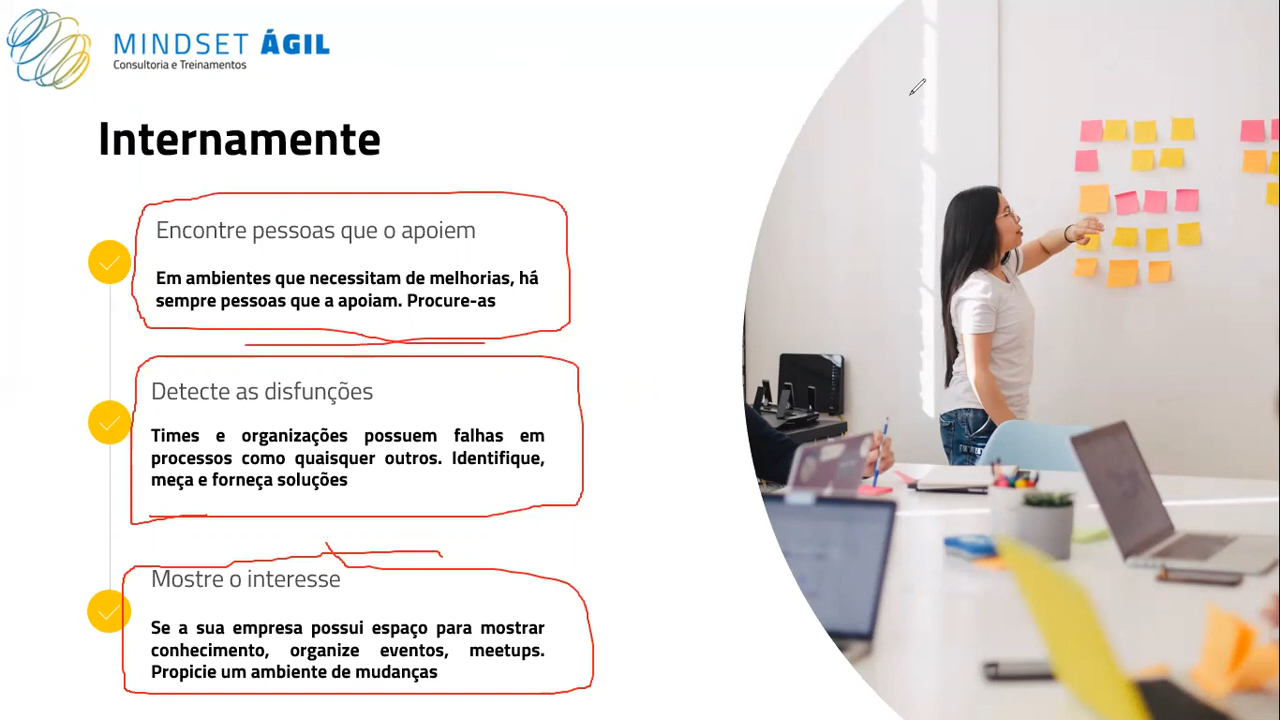 MINDSET ÁGIL
Consultoria e Treinamentos
Internamente
Encontre pessoas que o apoiem
Em ambientes que necessitam de melhorias, há
sempre pessoas que a apoiam. Procure-as
Detecte as disfunções
Times e organizações possuem falhas em
processos como quaisquer outros. Identifique,
meça e forneça soluções
Mostre o interesse
Se a sua empresa possui espaço para mostrar
conhecimento, organize eventos, meetups.
Propicie um ambiente de mudanças